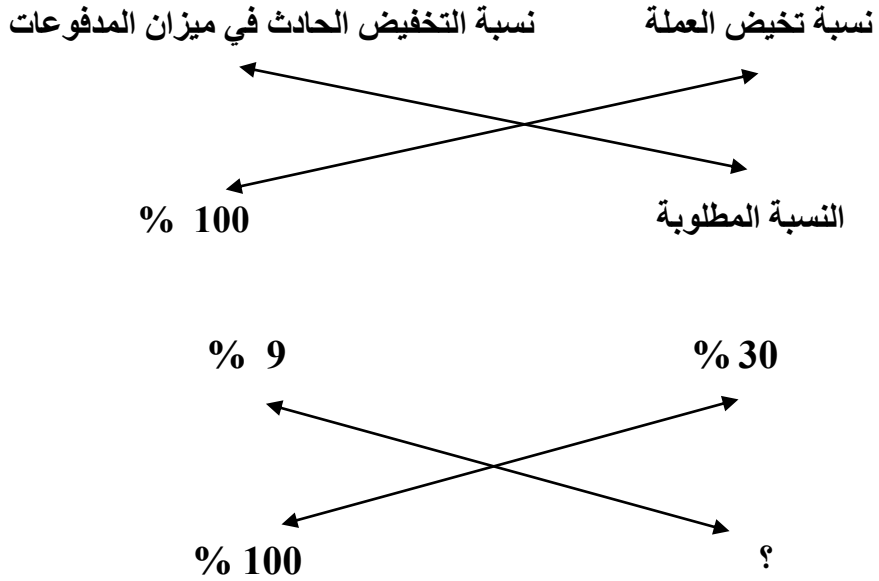 نسبة تخيض العملة نسبة التخفيض الحادث في ميزان المدفوعات
النسبة المطلوبة 100 %
30 % 9 %
؟ 100 %